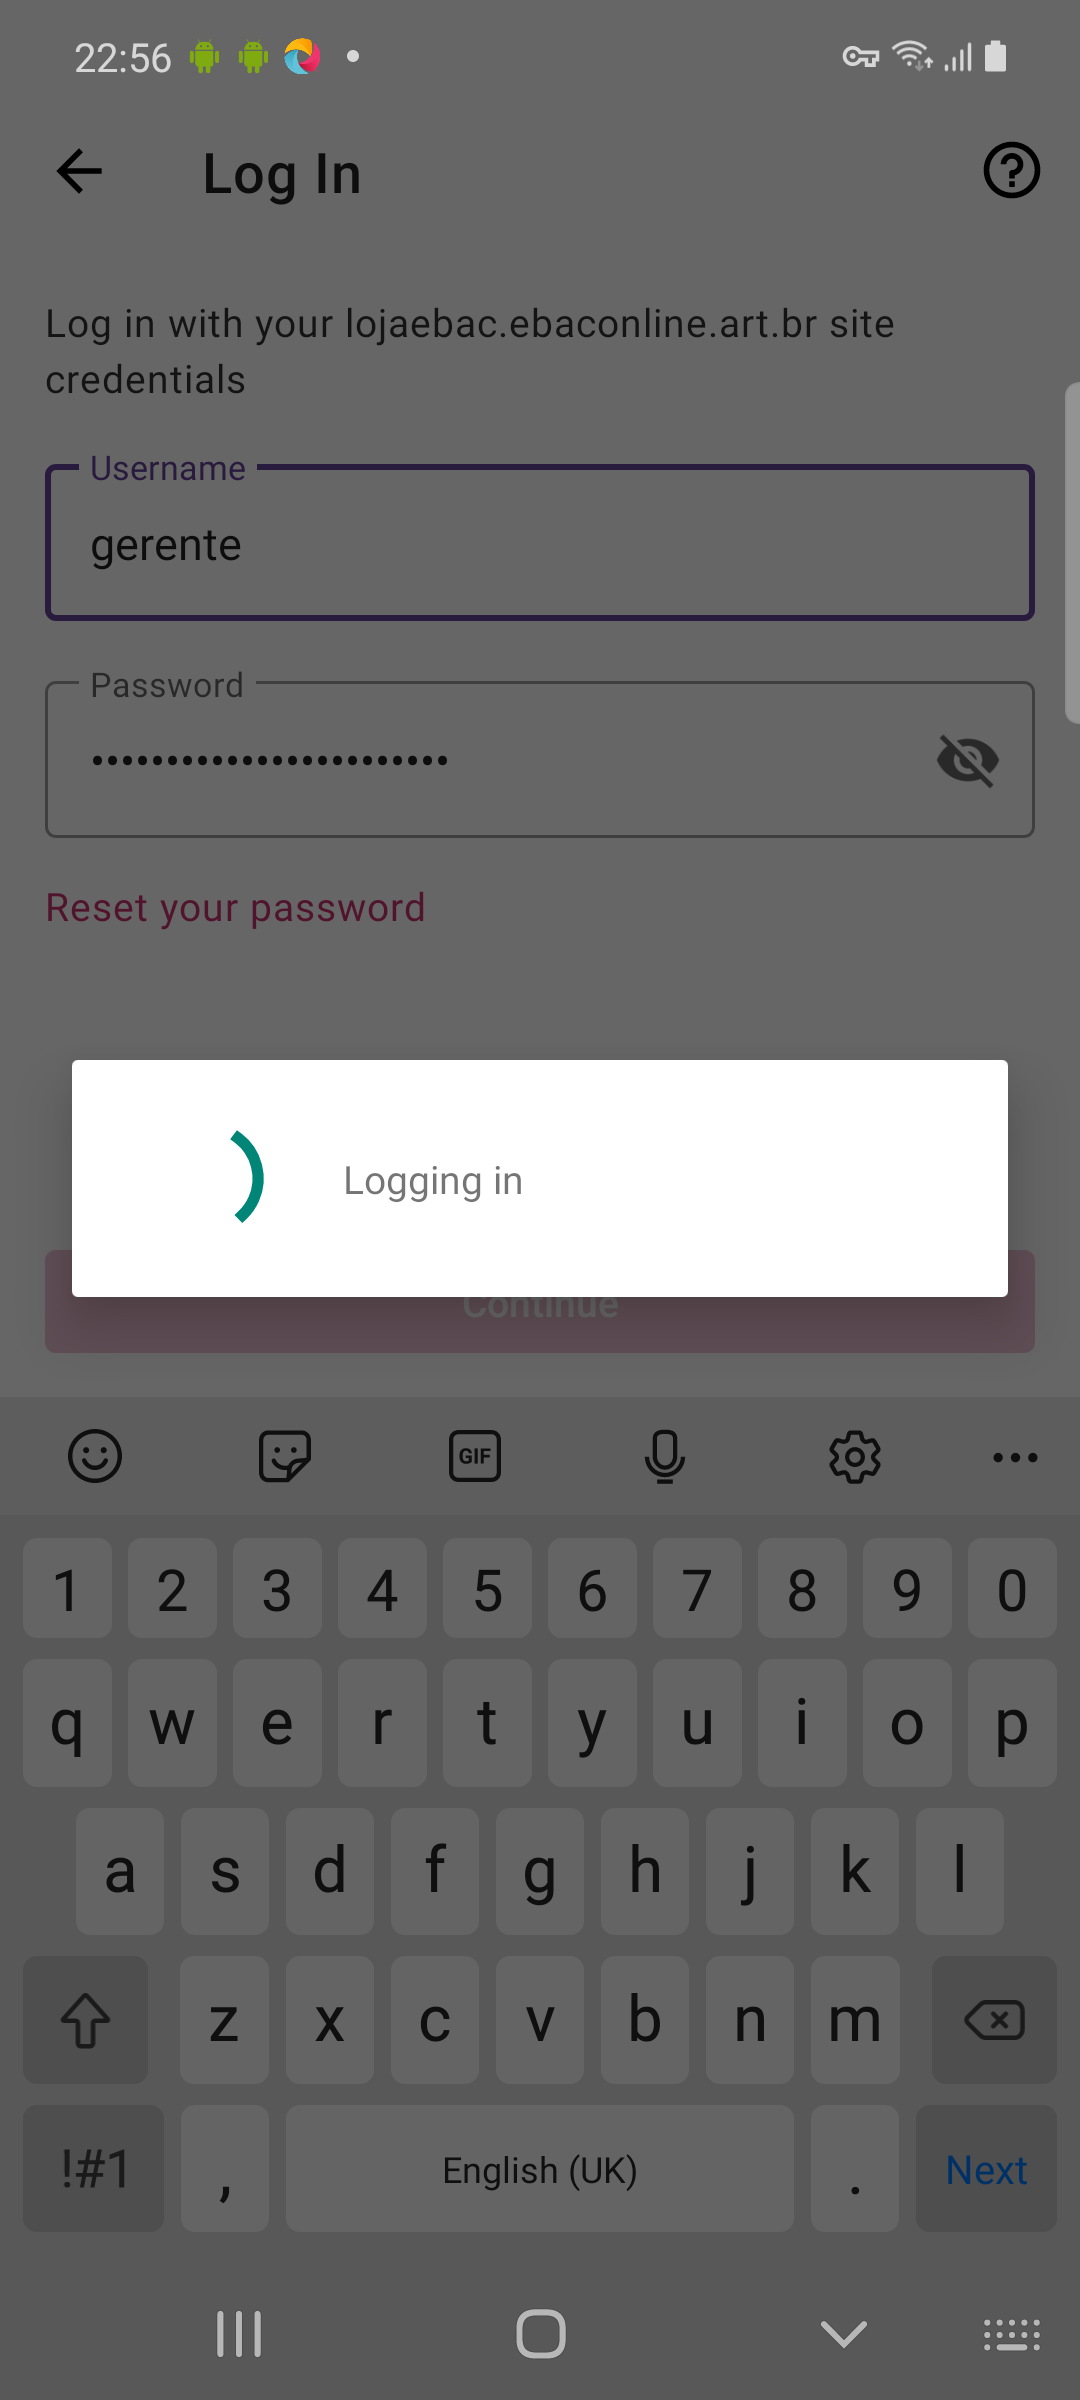 22:56
Log In
Log in with your lojaebac.ebaconline.art.br site
credentials
Username
gerente
Password
••••••••••••••••••••••••
Reset your password
Logging in
Continue
GIF
1 2 3 4 5 6 7 8 9 0
q w e r t y u i o p
a s d f g h j k l
z x c v b n m
!#1 , English (UK) . Next